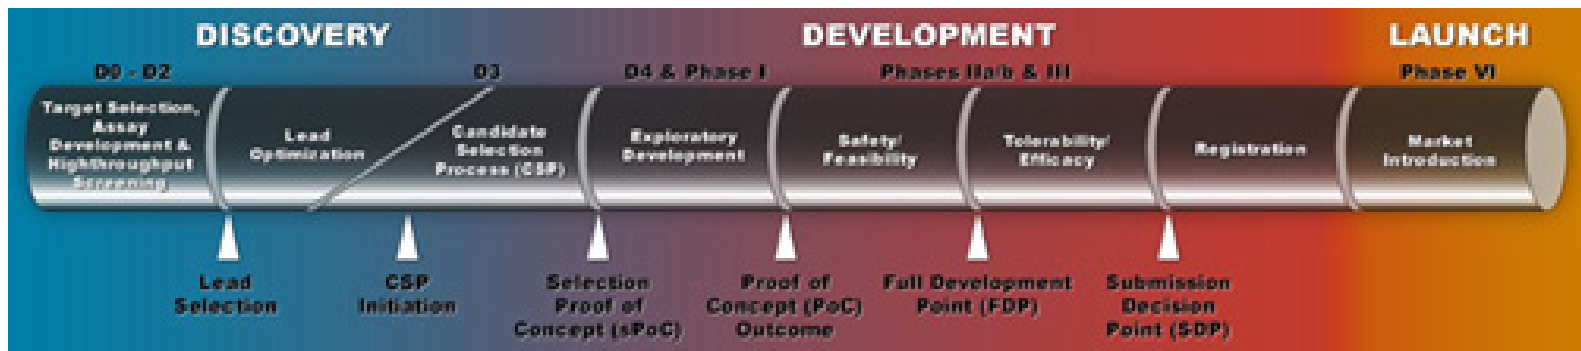 DISCOVERY
DEVELOPMENT
LAUNCH
D0 - D2
D3
D4 & Phase I
Phases IIa/b & III
Phase VI
Target Selection,
Assay
Development &
Highthroughput
Screening
Lead
Optimization
Candidate
Selection
Process (CSP)
Exploratory
Development
Safety/
Feasibility
Tolerability/
Efficacy
Registration
Market
Introduction
Lead
Selection
CSP
Initiation
Selection
Proof of
Concept (sPoC)
Proof of
Concept (PoC)
Outcome
Full Development
Point (FDP)
Submission
Decision
Point (SDP)